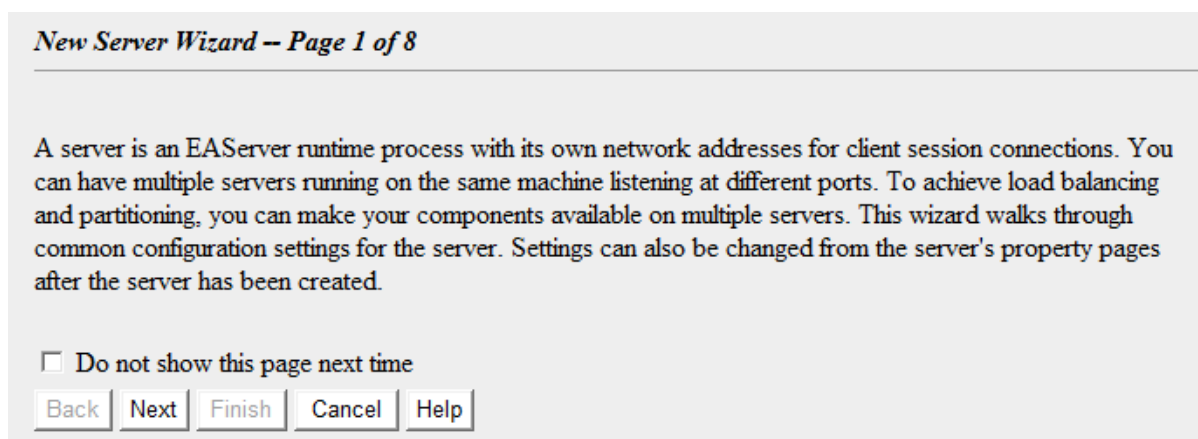 New Server Wizard -- Page 1 of 8
A server is an EAServer runtime process with its own network addresses for client session connections. You
can have multiple servers running on the same machine listening at different ports. To achieve load balancing
and partitioning, you can make your components available on multiple servers. This wizard walks through
common configuration settings for the server. Settings can also be changed from the server's property pages
after the server has been created.
Do not show this page next time
Back Next Finish Cancel Help